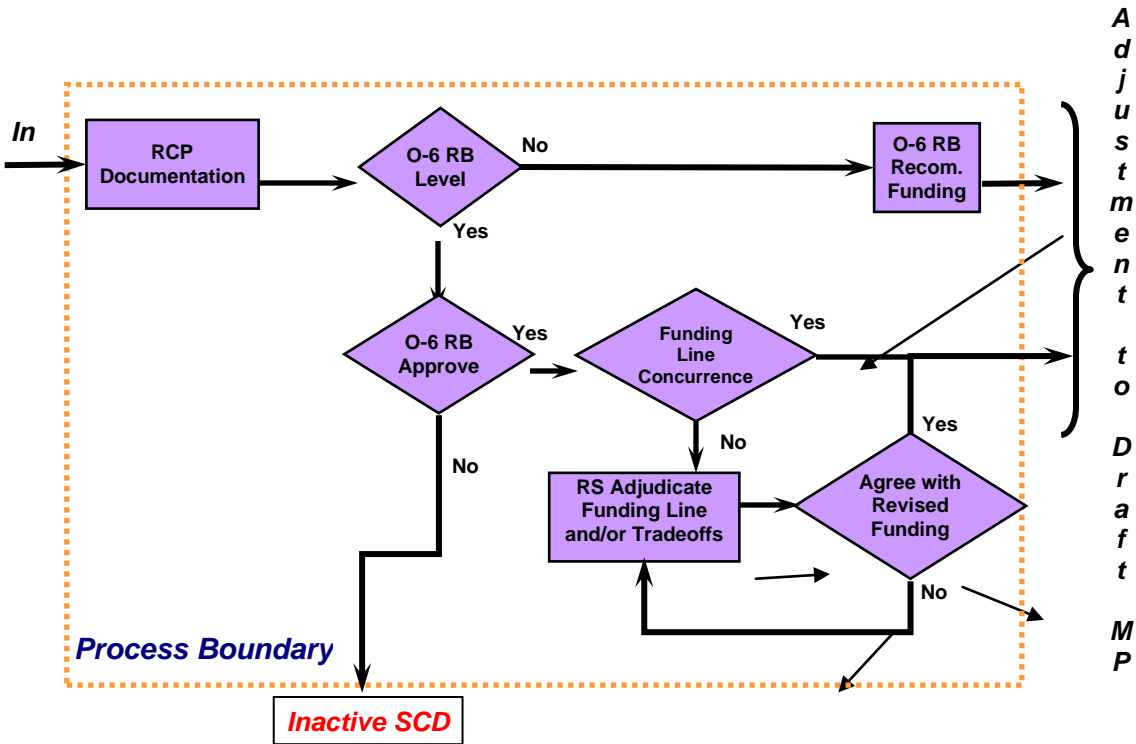 In
RCP
Documentation
O-6 RB
Level
No
Yes
O-6 RB
Recom.
Funding
O-6 RB
Approve
Yes
No
Funding
Line
Concurrence
Yes
No
RS Adjudicate
Funding Line
and/or Tradeoffs
Agree with
Revised
Funding
Yes
No
Process Boundary
Inactive SCD
Adjustment to Draft MP